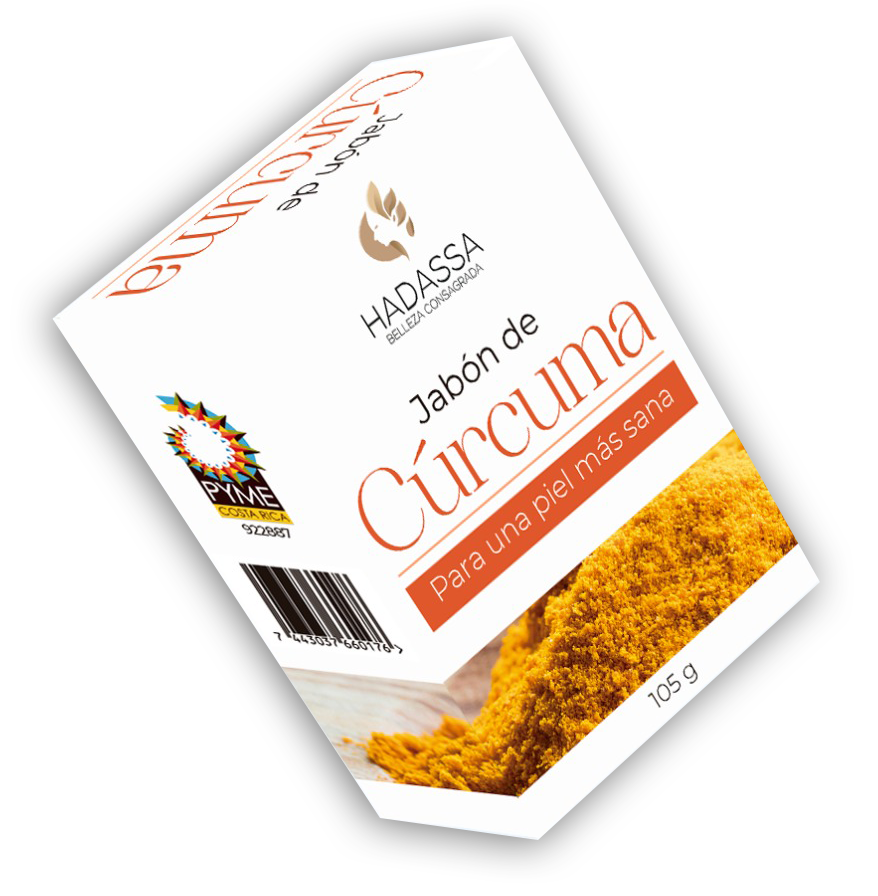 Jabón de
Cúrcuma
HADASSA
BELLEZA CONSAGRADA
Jabón de
Cúrcuma
Para una piel más sana
105 g
PYME
COSTA RICA
922887
7 443037 660176 >